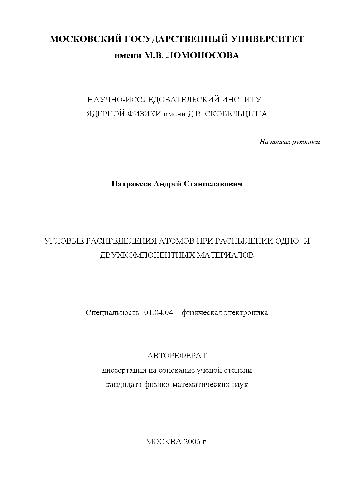 МОСКОВСКИЙ ГОСУДАРСТВЕННЫЙ УНИВЕРСИТЕТ
имени М.В. ЛОМОНОСОВА
НАУЧНО-ИССЛЕДОВАТЕЛЬСКИЙ ИНСТИТУТ
ЯДЕРНОЙ ФИЗИКИ имени Д.В. СКОБЕЛЬЦЫНА
На правах рукописи
Андрей Станиславович
УГЛОВЫЕ РАСПРЕДЕЛЕНИЯ АТОМОВ ПРИ РАСПЫЛЕНИИ ОДНО- И
ДВУХКОМПОНЕНТНЫХ МАТЕРИАЛОВ
Специальность 01.04.04 – физическая электроника
АВТОРЕФЕРАТ
диссертации на соискание ученой степени
кандидата физико-математических наук
МОСКВА г